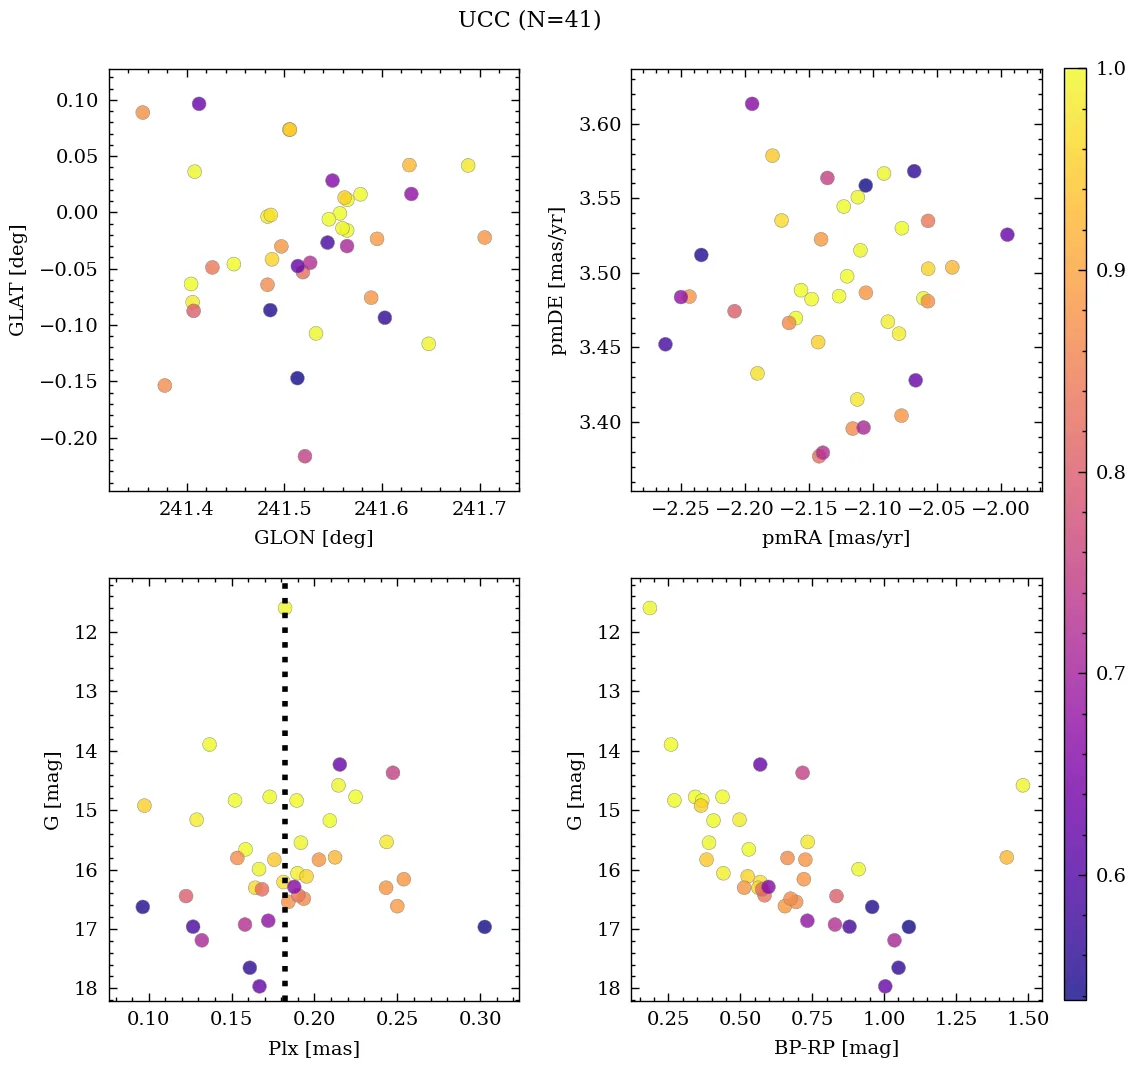 UCC (N=41)
0.10
0.05
0.00
−0.05
−0.10
−0.15
−0.20
GLAT [deg]
241.4 241.5 241.6 241.7
GLON [deg]
3.60
3.55
3.50
3.45
3.40
pmDE [mas/yr]
−2.25 −2.20 −2.15 −2.10 −2.05 −2.00
pmRA [mas/yr]
1.0
0.9
0.8
0.7
0.6
12
13
14
15
16
17
18
G [mag]
0.10 0.15 0.20 0.25 0.30
Plx [mas]
12
13
14
15
16
17
18
G [mag]
0.25 0.50 0.75 1.00 1.25 1.50
BP-RP [mag]